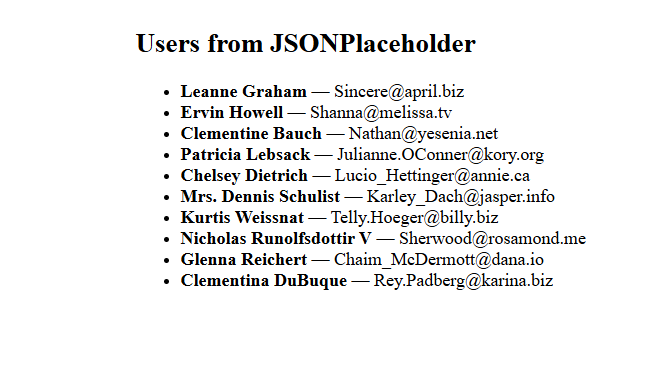 Users from JSONPlaceholder
• Leanne Graham — Sincere@april.biz
• Ervin Howell — Shanna@melissa.tv
• Clementine Bauch — Nathan@yesenia.net
• Patricia Lebsack — Julianne.OConner@kory.org
• Chelsey Dietrich — Lucio_Hettinger@annie.ca
• Mrs. Dennis Schulist — Karley_Dach@jasper.info
• Kurtis Weissnat — Telly.Hoeger@billy.biz
• Nicholas Runolfsdottir V — Sherwood@rosamond.me
• Glenna Reichert — Chaim_McDermott@dana.io
• Clementina DuBuque — Rey.Padberg@karina.biz